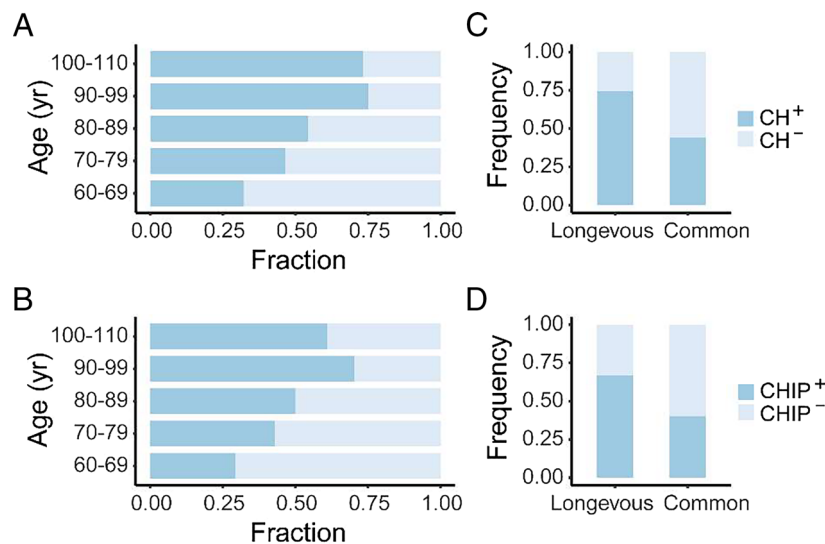 A
Age (yr)
100-110
90-99
80-89
70-79
60-69
0.00 0.25 0.50 0.75 1.00
Fraction
C
Frequency
1.00
0.75
0.50
0.25
0.00
Longevous Common
CH+
CH−
B
Age (yr)
100-110
90-99
80-89
70-79
60-69
0.00 0.25 0.50 0.75 1.00
Fraction
D
Frequency
1.00
0.75
0.50
0.25
0.00
Longevous Common
CHIP+
CHIP−